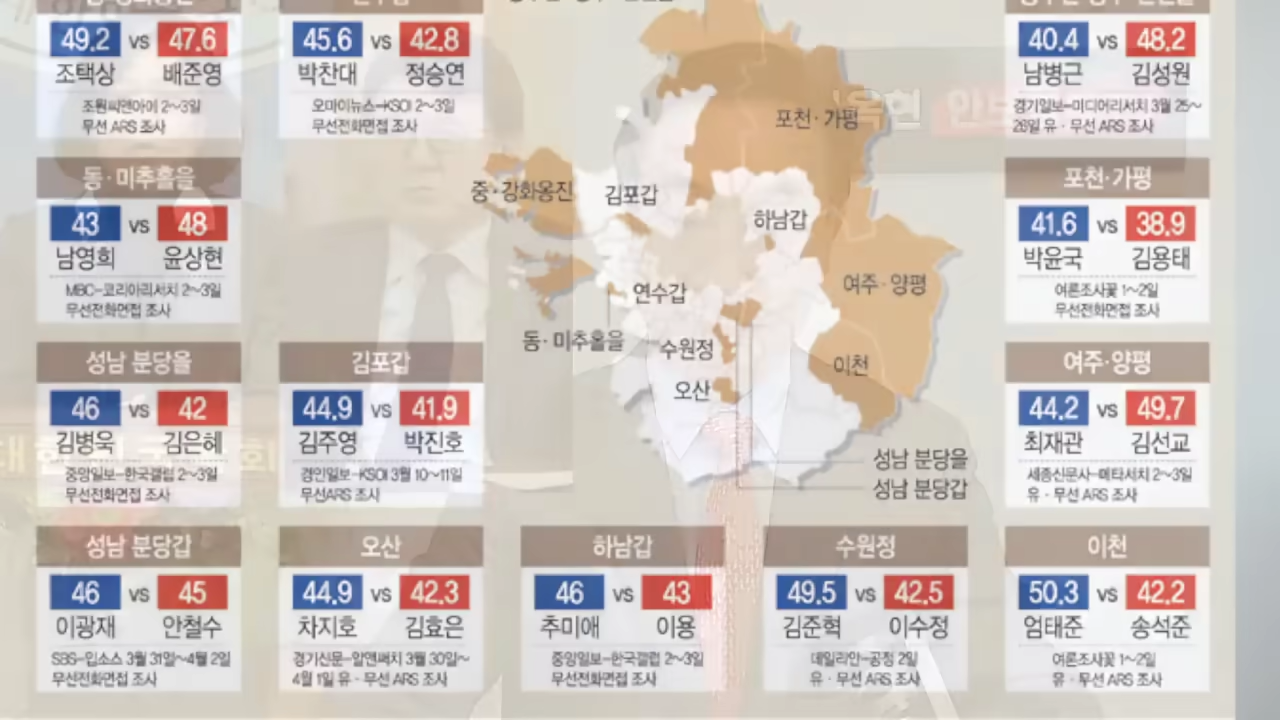 49.2 vs 47.6
조택상 배준영
조원씨앤아이 2~3일
무선 ARS 조사
45.6 vs 42.8
박찬대 정승연
오마이뉴스-KSOI 2~3일
무선전화면접 조사
40.4 vs 48.2
남병근 김성원
경기일보-미디어리서치 3월 25~
26일 유·무선 ARS 조사
동·미추홀을
43 vs 48
남영희 윤상현
MBC-코리아리서치 2~3일
무선전화면접 조사
포천·가평
중·강화옹진
김포갑
하남갑
연수갑
여주·양평
동·미추홀을
수원정
이천
오산
성남 분당을
성남 분당갑
포천·가평
41.6 vs 38.9
박윤국 김용태
여론조사꽃 1~2일
무선전화면접 조사
성남 분당을
46 vs 42
김병욱 김은혜
중앙일보-한국갤럽 2~3일
무선전화면접 조사
김포갑
44.9 vs 41.9
김주영 박진호
경인일보-KSOI 3월 10~11일
무선ARS 조사
여주·양평
44.2 vs 49.7
최재관 김선교
세종신문사-메타서치 2~3일
유·무선 ARS 조사
성남 분당갑
46 vs 45
이광재 안철수
SBS-입소스 3월 31일~4월 2일
무선전화면접 조사
오산
44.9 vs 42.3
차지호 김효은
경기신문-알앤써치 3월 30일~
4월 1일 유·무선 ARS 조사
하남갑
46 vs 43
추미애 이용
중앙일보-한국갤럽 2~3일
무선전화면접 조사
수원정
49.5 vs 42.5
김준혁 이수정
데일리안-공정 2일
유·무선 ARS 조사
이천
50.3 vs 42.2
엄태준 송석준
여론조사꽃 1~2일
유·무선 ARS 조사